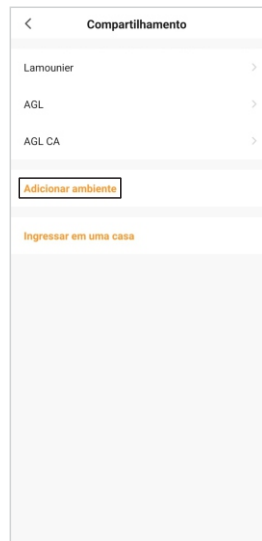 Compartilhamento
Lamounier
AGL
AGL CA
Adicionar ambiente
Ingressar em uma casa